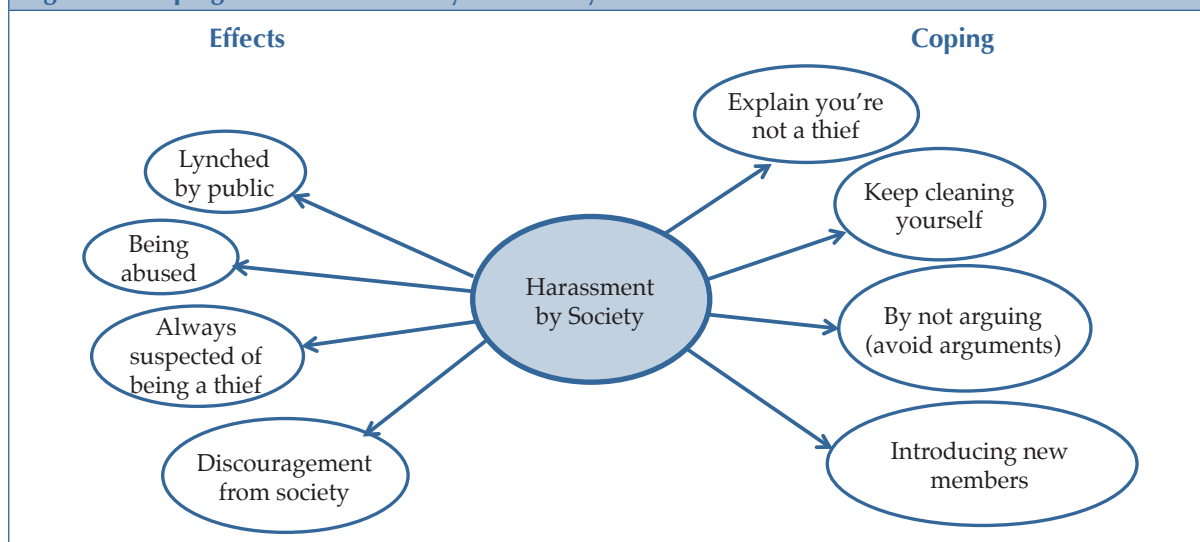 Effects
Coping
Lynched
by public
Being
abused
Always
suspected of
being a thief
Discouragement
from society
Harassment
by Society
Explain you're
not a thief
Keep cleaning
yourself
By not arguing
(avoid arguments)
Introducing new
members